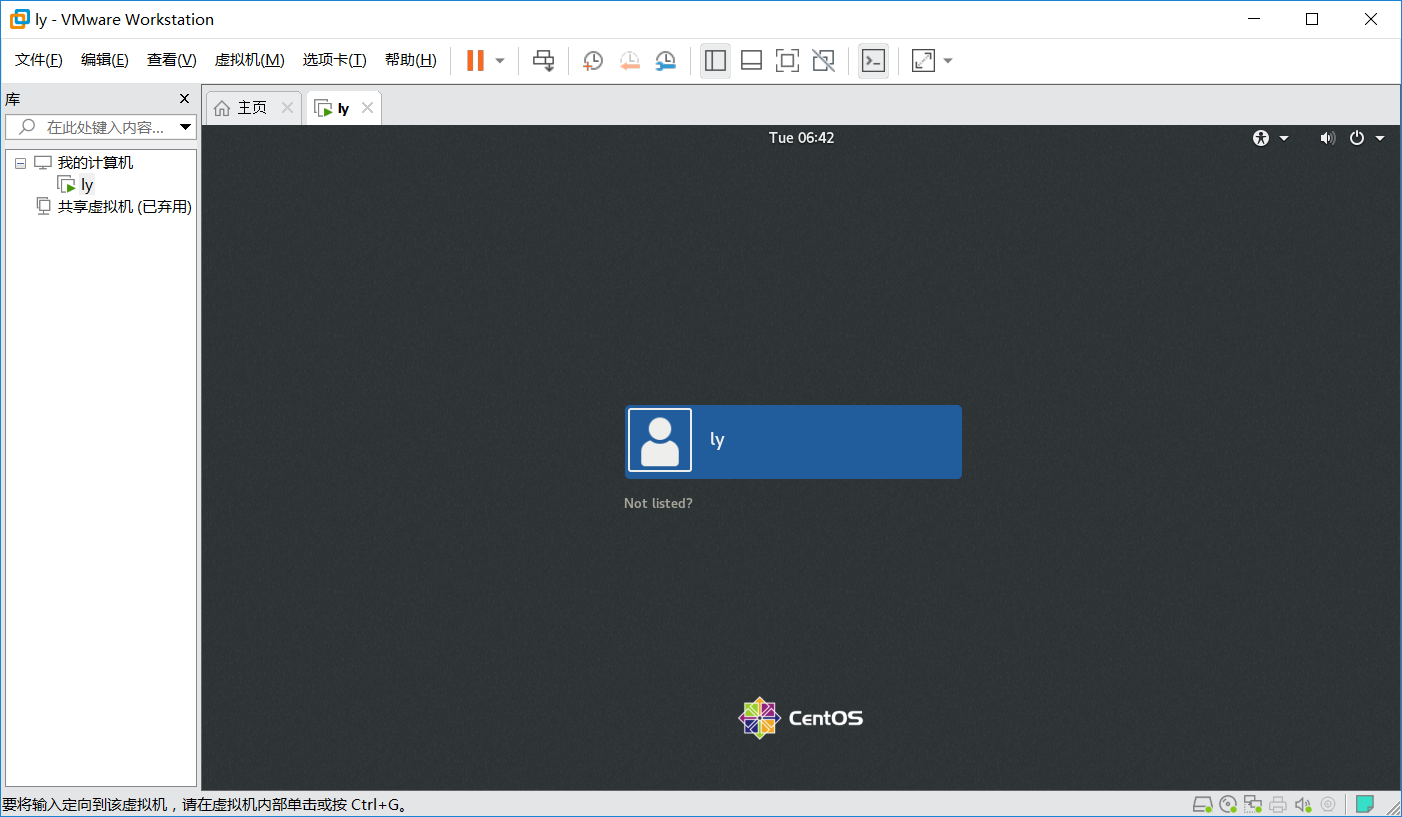 ly - VMware Workstation
文件(F) 编辑(E) 查看(V) 虚拟机(M) 选项卡(T) 帮助(H)
库
在此处键入内容...
我的计算机
ly
共享虚拟机 (已弃用)
主页 ly
Tue 06:42
ly
Not listed?
CentOS
要将输入定向到该虚拟机，请在虚拟机内部单击或按 Ctrl+G。